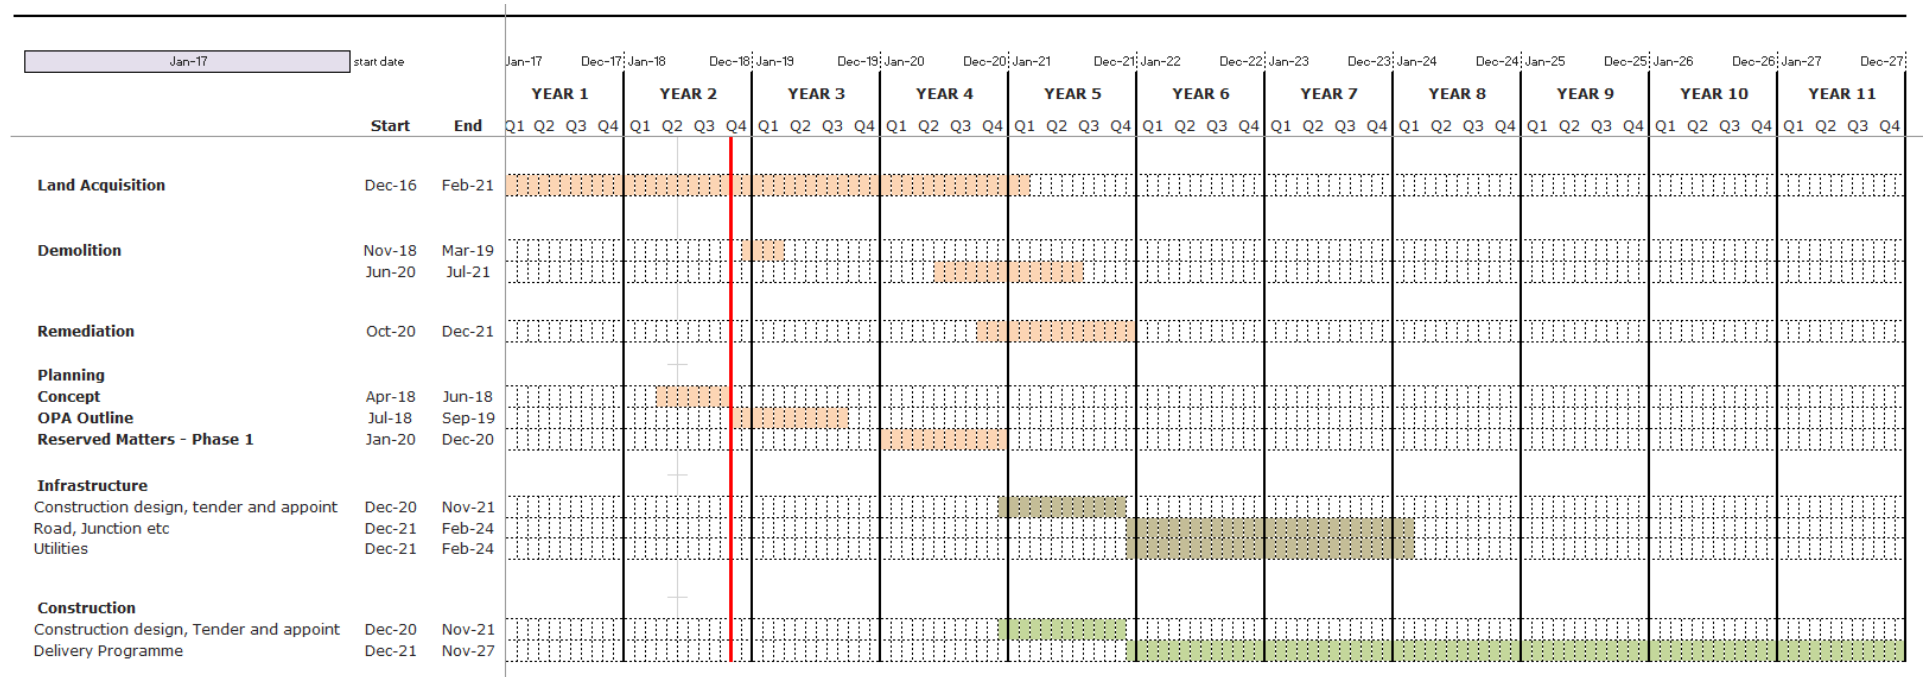 Jan-17 start date Jan-17 Dec-17 Jan-18 Dec-18 Jan-19 Dec-19 Jan-20 Dec-20 Jan-21 Dec-21 Jan-22 Dec-22 Jan-23 Dec-23 Jan-24 Dec-24 Jan-25 Dec-25 Jan-26 Dec-26 Jan-27 Dec-27
YEAR 1 YEAR 2 YEAR 3 YEAR 4 YEAR 5 YEAR 6 YEAR 7 YEAR 8 YEAR 9 YEAR 10 YEAR 11
Start End Q1 Q2 Q3 Q4 Q1 Q2 Q3 Q4 Q1 Q2 Q3 Q4 Q1 Q2 Q3 Q4 Q1 Q2 Q3 Q4 Q1 Q2 Q3 Q4 Q1 Q2 Q3 Q4 Q1 Q2 Q3 Q4 Q1 Q2 Q3 Q4 Q1 Q2 Q3 Q4 Q1 Q2 Q3 Q4
Land Acquisition Dec-16 Feb-21
Demolition Nov-18 Mar-19
Jun-20 Jul-21
Remediation Oct-20 Dec-21
Planning
Concept Apr-18 Jun-18
OPA Outline Jul-18 Sep-19
Reserved Matters - Phase 1 Jan-20 Dec-20
Infrastructure
Construction design, tender and appoint Dec-20 Nov-21
Road, Junction etc Dec-21 Feb-24
Utilities Dec-21 Feb-24
Construction
Construction design, Tender and appoint Dec-20 Nov-21
Delivery Programme Dec-21 Nov-27